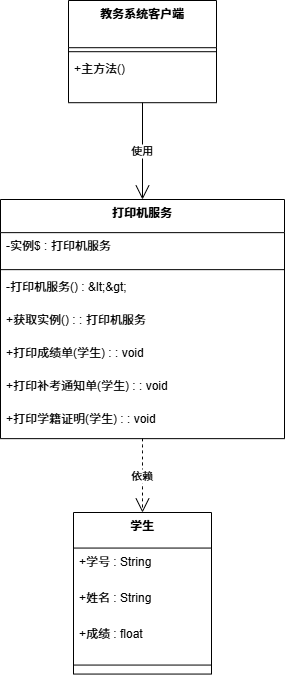 教务系统客户端
+主方法()
使用
打印机服务
-实例$ : 打印机服务
-打印机服务() : &lt;&gt;
+获取实例() : : 打印机服务
+打印成绩单(学生) : : void
+打印补考通知单(学生) : : void
+打印学籍证明(学生) : : void
依赖
学生
+学号 : String
+姓名 : String
+成绩 : float